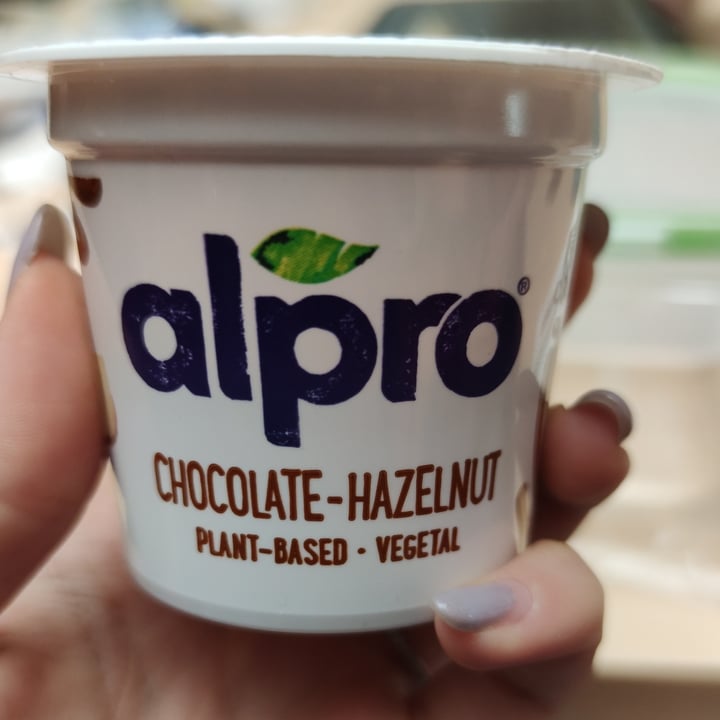 alpro®
CHOCOLATE-HAZELNUT
PLANT-BASED · VEGETAL